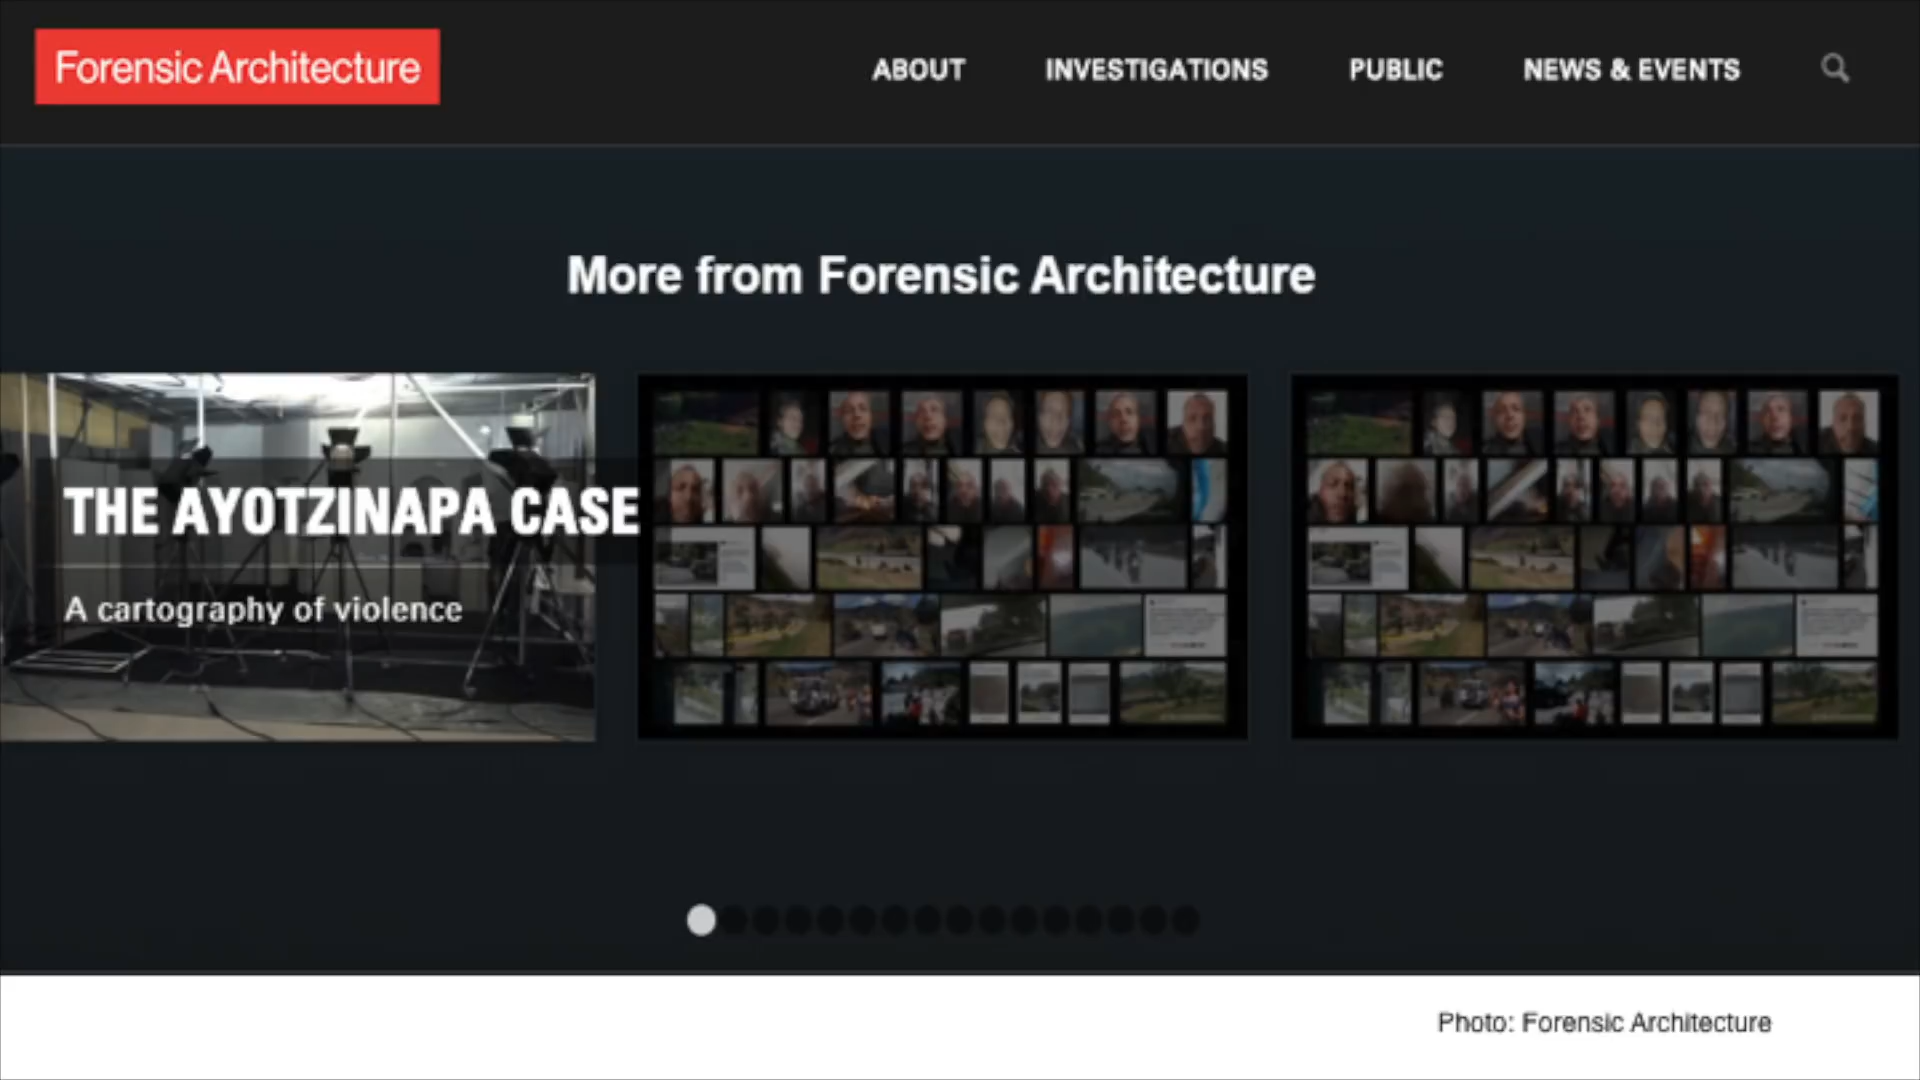 Forensic Architecture
ABOUT INVESTIGATIONS PUBLIC NEWS & EVENTS
More from Forensic Architecture
THE AYOTZINAPA CASE
A cartography of violence
Photo: Forensic Architecture